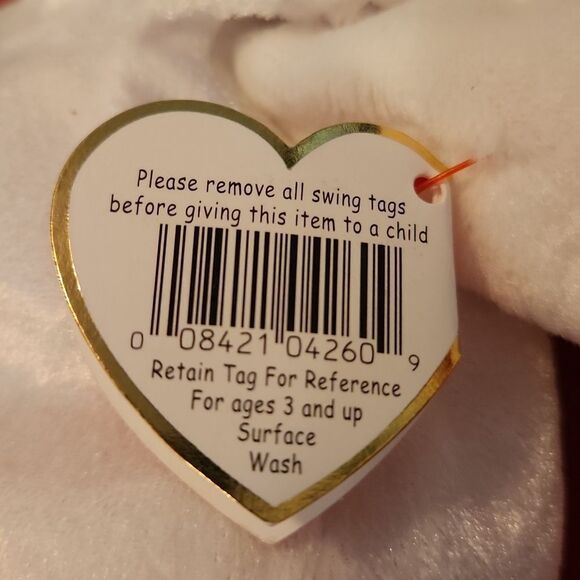 Please remove all swing tags
before giving this item to a child
0 08421 04260 9
Retain Tag For Reference
For ages 3 and up
Surface
Wash